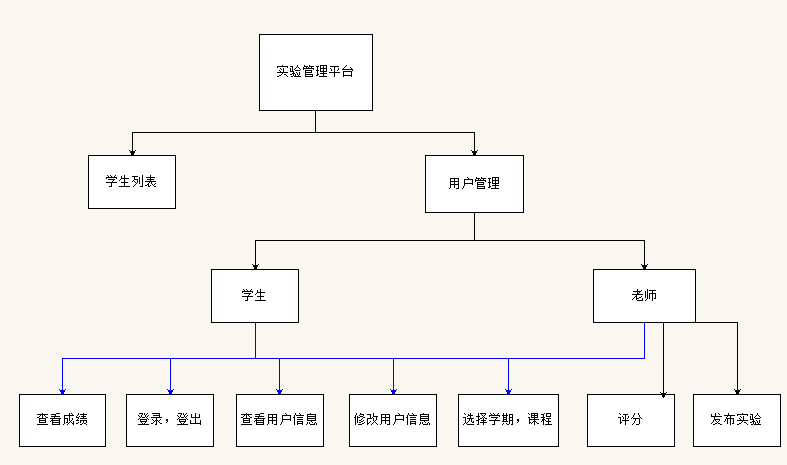 实验管理平台
学生列表
用户管理
学生
老师
查看成绩
登录，登出
查看用户信息
修改用户信息
选择学期，课程
评分
发布实验